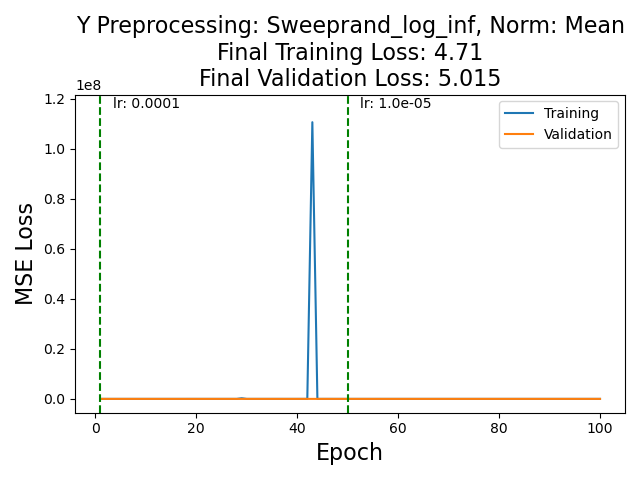 Y Preprocessing: Sweeprand_log_inf, Norm: Mean
Final Training Loss: 4.71
Final Validation Loss: 5.015
1e8
lr: 0.0001
lr: 1.0e-05
Training
Validation
MSE Loss
1.2
1.0
0.8
0.6
0.4
0.2
0.0
0
20
40
60
80
100
Epoch